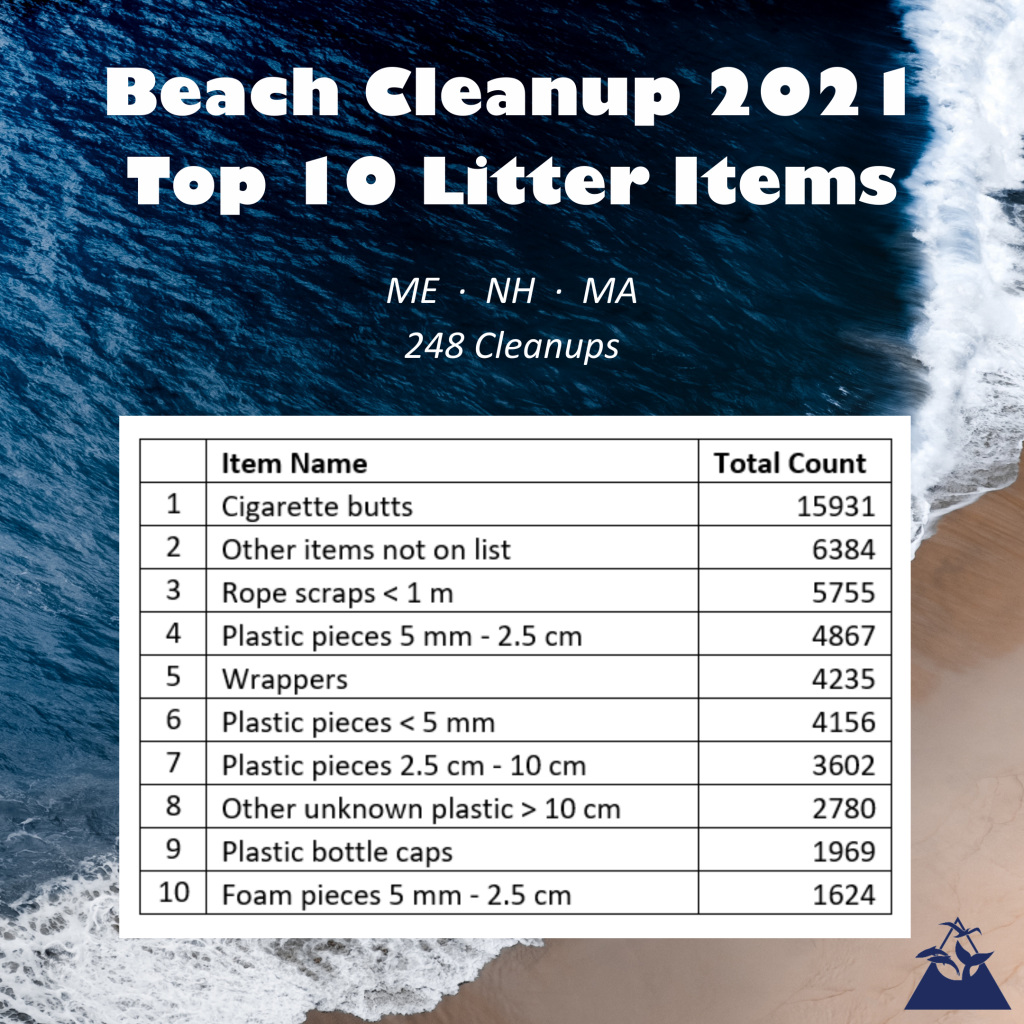 Beach Cleanup 2021
Top 10 Litter Items
ME · NH · MA
248 Cleanups
Item Name Total Count
1 Cigarette butts 15931
2 Other items not on list 6384
3 Rope scraps < 1 m 5755
4 Plastic pieces 5 mm - 2.5 cm 4867
5 Wrappers 4235
6 Plastic pieces < 5 mm 4156
7 Plastic pieces 2.5 cm - 10 cm 3602
8 Other unknown plastic > 10 cm 2780
9 Plastic bottle caps 1969
10 Foam pieces 5 mm - 2.5 cm 1624